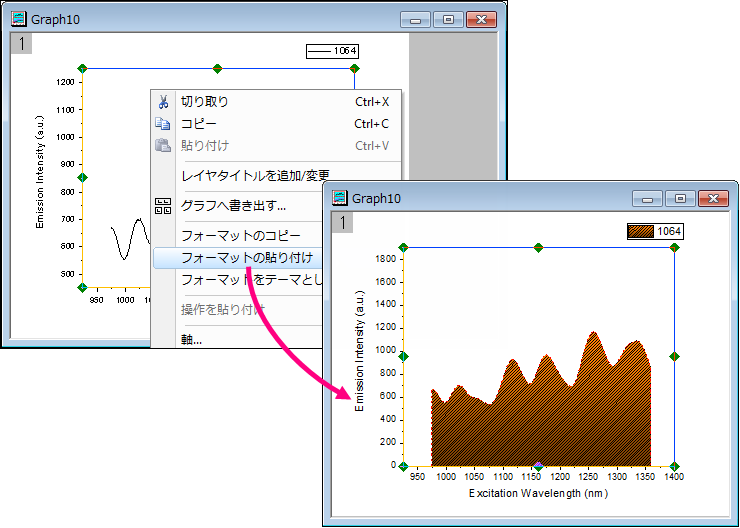 Graph10
1
1064
1200
1100
1000
900
800
700
600
500
Emission Intensity (a.u.)
950 1000 1050
切り取り Ctrl+X
コピー Ctrl+C
貼り付け Ctrl+V
レイヤタイトルを追加/変更
グラフへ書き出す...
フォーマットのコピー
フォーマットの貼り付け
フォーマットをテーマとし
操作を貼り付け
軸...
Graph10
1
1064
1800
1600
1400
1200
1000
800
600
400
200
0
Emission Intensity (a.u.)
950 1000 1050 1100 1150 1200 1250 1300 1350 1400
Excitation Wavelength (nm)